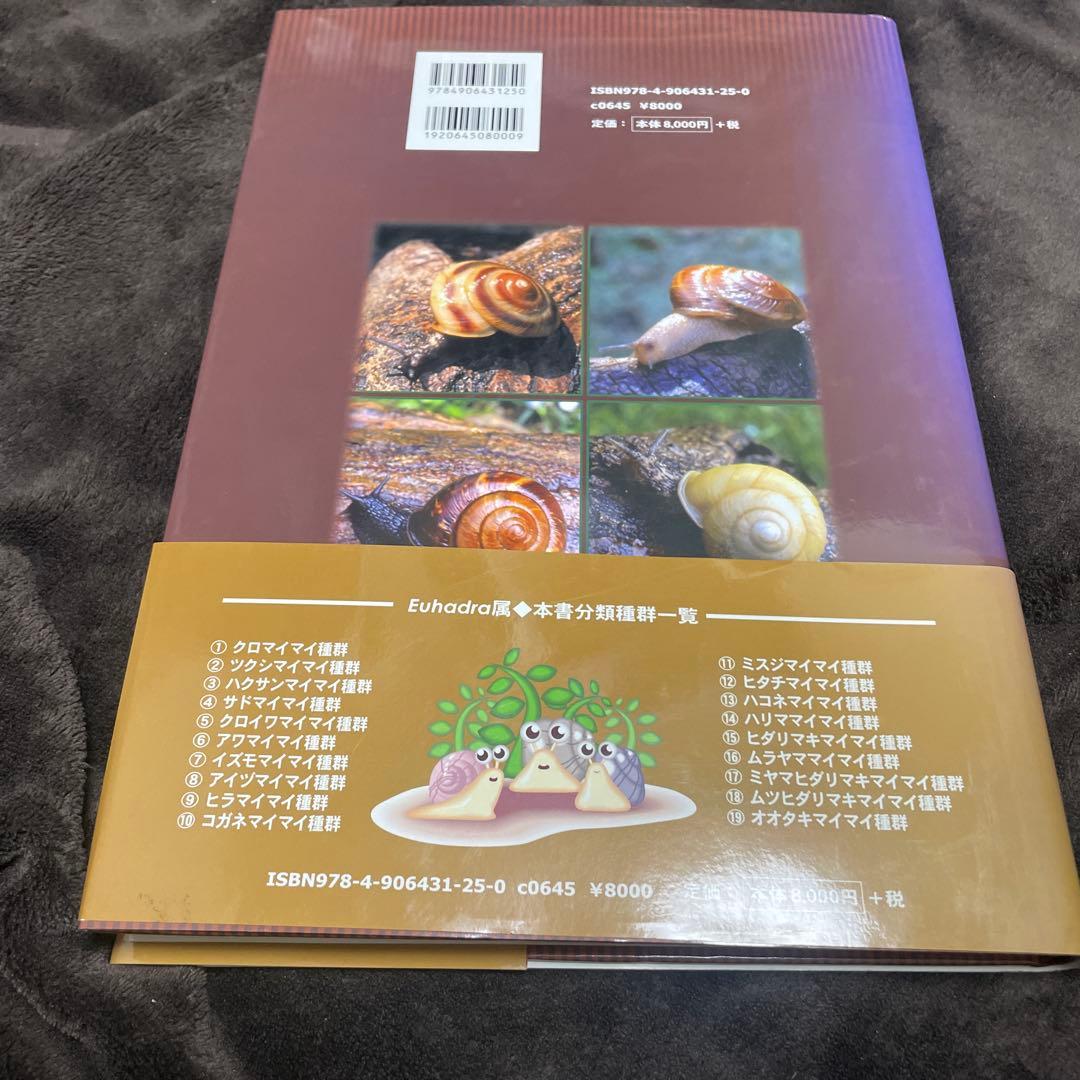 9784906431250
1920645080009
ISBN978-4-906431-25-0
c0645 ¥8000
定価： 本体 8,000円 +税
Euhadra属◆本書分類種群一覧
① クロマイマイ種群
② ツクシマイマイ種群
③ ハクサンマイマイ種群
④ サドマイマイ種群
⑤ クロイワマイマイ種群
⑥ アワマイマイ種群
⑦ イズモマイマイ種群
⑧ アイヅマイマイ種群
⑨ ヒラマイマイ種群
⑩ コガネマイマイ種群
⑪ ミスジマイマイ種群
⑫ ヒタチマイマイ種群
⑬ ハコネマイマイ種群
⑭ ハリママイマイ種群
⑮ ヒダリマキマイマイ種群
⑯ ムラヤママイマイ種群
⑰ ミヤマヒダリマキマイマイ種群
⑱ ムツヒダリマキマイマイ種群
⑲ オオタキマイマイ種群
ISBN978-4-906431-25-0 c0645 ¥8000 定価： 本体 8,000円 +税